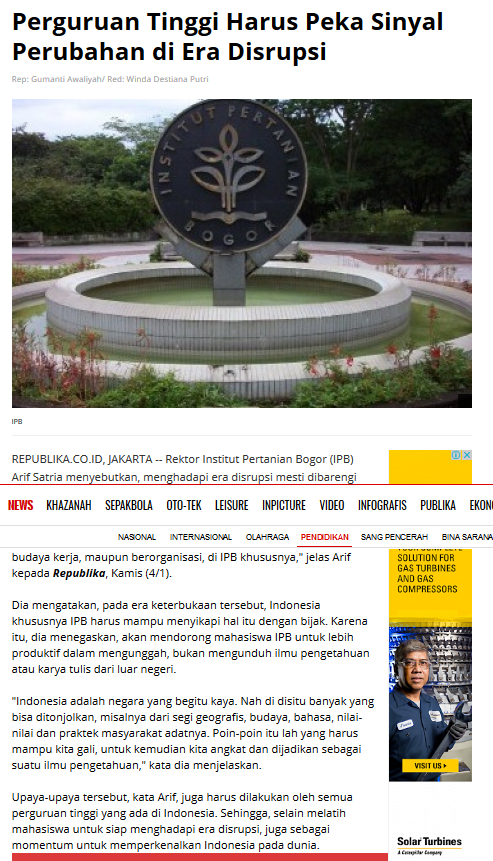 Perguruan Tinggi Harus Peka Sinyal
Perubahan di Era Disrupsi
Rep: Gumanti Awaliyah/ Red: Winda Destiana Putri
INSTITUT PERTANIAN
BOGOR
IPB
REPUBLIKA.CO.ID, JAKARTA -- Rektor Institut Pertanian Bogor (IPB)
Arif Satria menyebutkan, menghadapi era disrupsi mesti dibarengi
NEWS KHAZANAH SEPAKBOLA OTO-TEK LEISURE INPICTURE VIDEO INFOGRAFIS PUBLIKA EKON
NASIONAL INTERNASIONAL OLAHRAGA PENDIDIKAN SANG PENCERAH BINA SARANA
budaya kerja, maupun berorganisasi, di IPB khususnya," jelas Arif
kepada Republika, Kamis (4/1).
Dia mengatakan, pada era keterbukaan tersebut, Indonesia
khususnya IPB harus mampu menyikapi hal itu dengan bijak. Karena
itu, dia menegaskan, akan mendorong mahasiswa IPB untuk lebih
produktif dalam mengunggah, bukan mengunduh ilmu pengetahuan
atau karya tulis dari luar negeri.
"Indonesia adalah negara yang begitu kaya. Nah di disitu banyak yang
bisa ditonjolkan, misalnya dari segi geografis, budaya, bahasa, nilai-
nilai dan praktek masyarakat adatnya. Poin-poin itu lah yang harus
mampu kita gali, untuk kemudian kita angkat dan dijadikan sebagai
suatu ilmu pengetahuan," kata dia menjelaskan.
Upaya-upaya tersebut, kata Arif, juga harus dilakukan oleh semua
perguruan tinggi yang ada di Indonesia. Sehingga, selain melatih
mahasiswa untuk siap menghadapi era disrupsi, juga sebagai
momentum untuk memperkenalkan Indonesia pada dunia.
YOUR COMPLETE
SOLUTION FOR
GAS TURBINES
AND GAS
COMPRESSORS
VISIT US
Solar Turbines
A Caterpillar Company